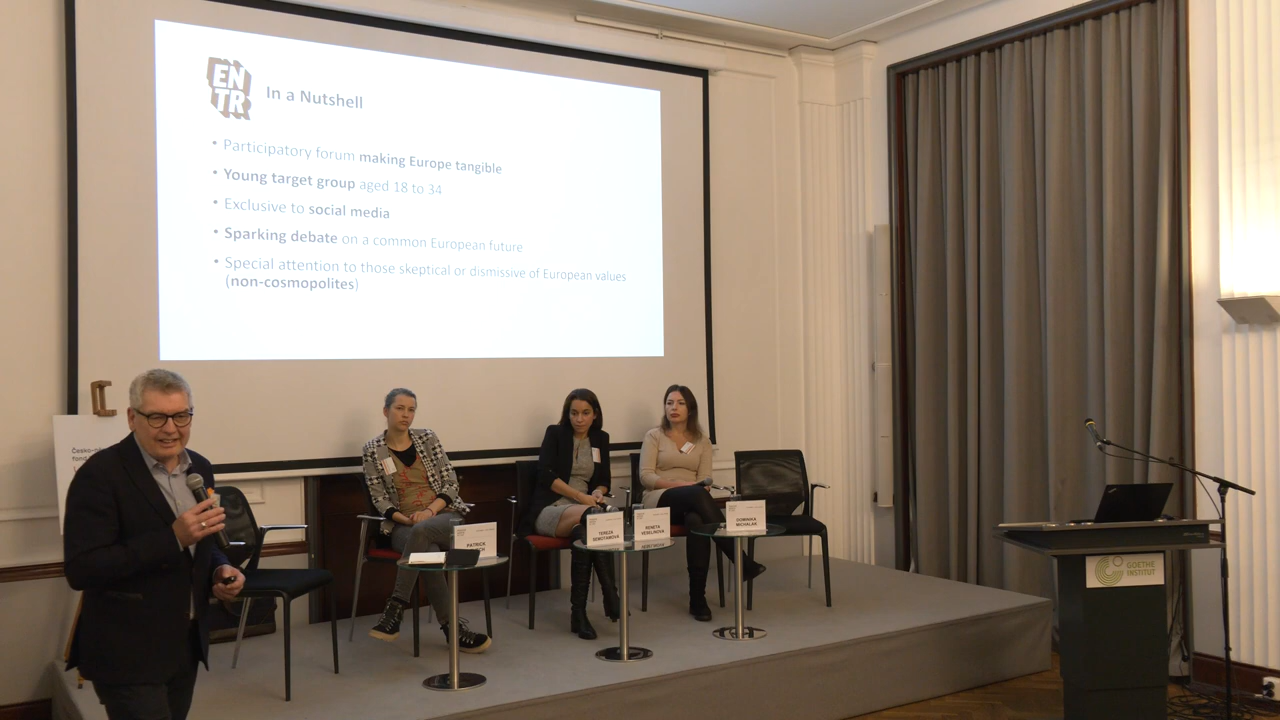 EN
TR
In a Nutshell
• Participatory forum making Europe tangible
• Young target group aged 18 to 34
• Exclusive to social media
• Sparking debate on a common European future
• Special attention to those skeptical or dismissive of European values
(non-cosmopolites)
PATRICK
TEREZA
RENETA
DOMINIKA
MICHALAK
GOETHE
INSTITUT